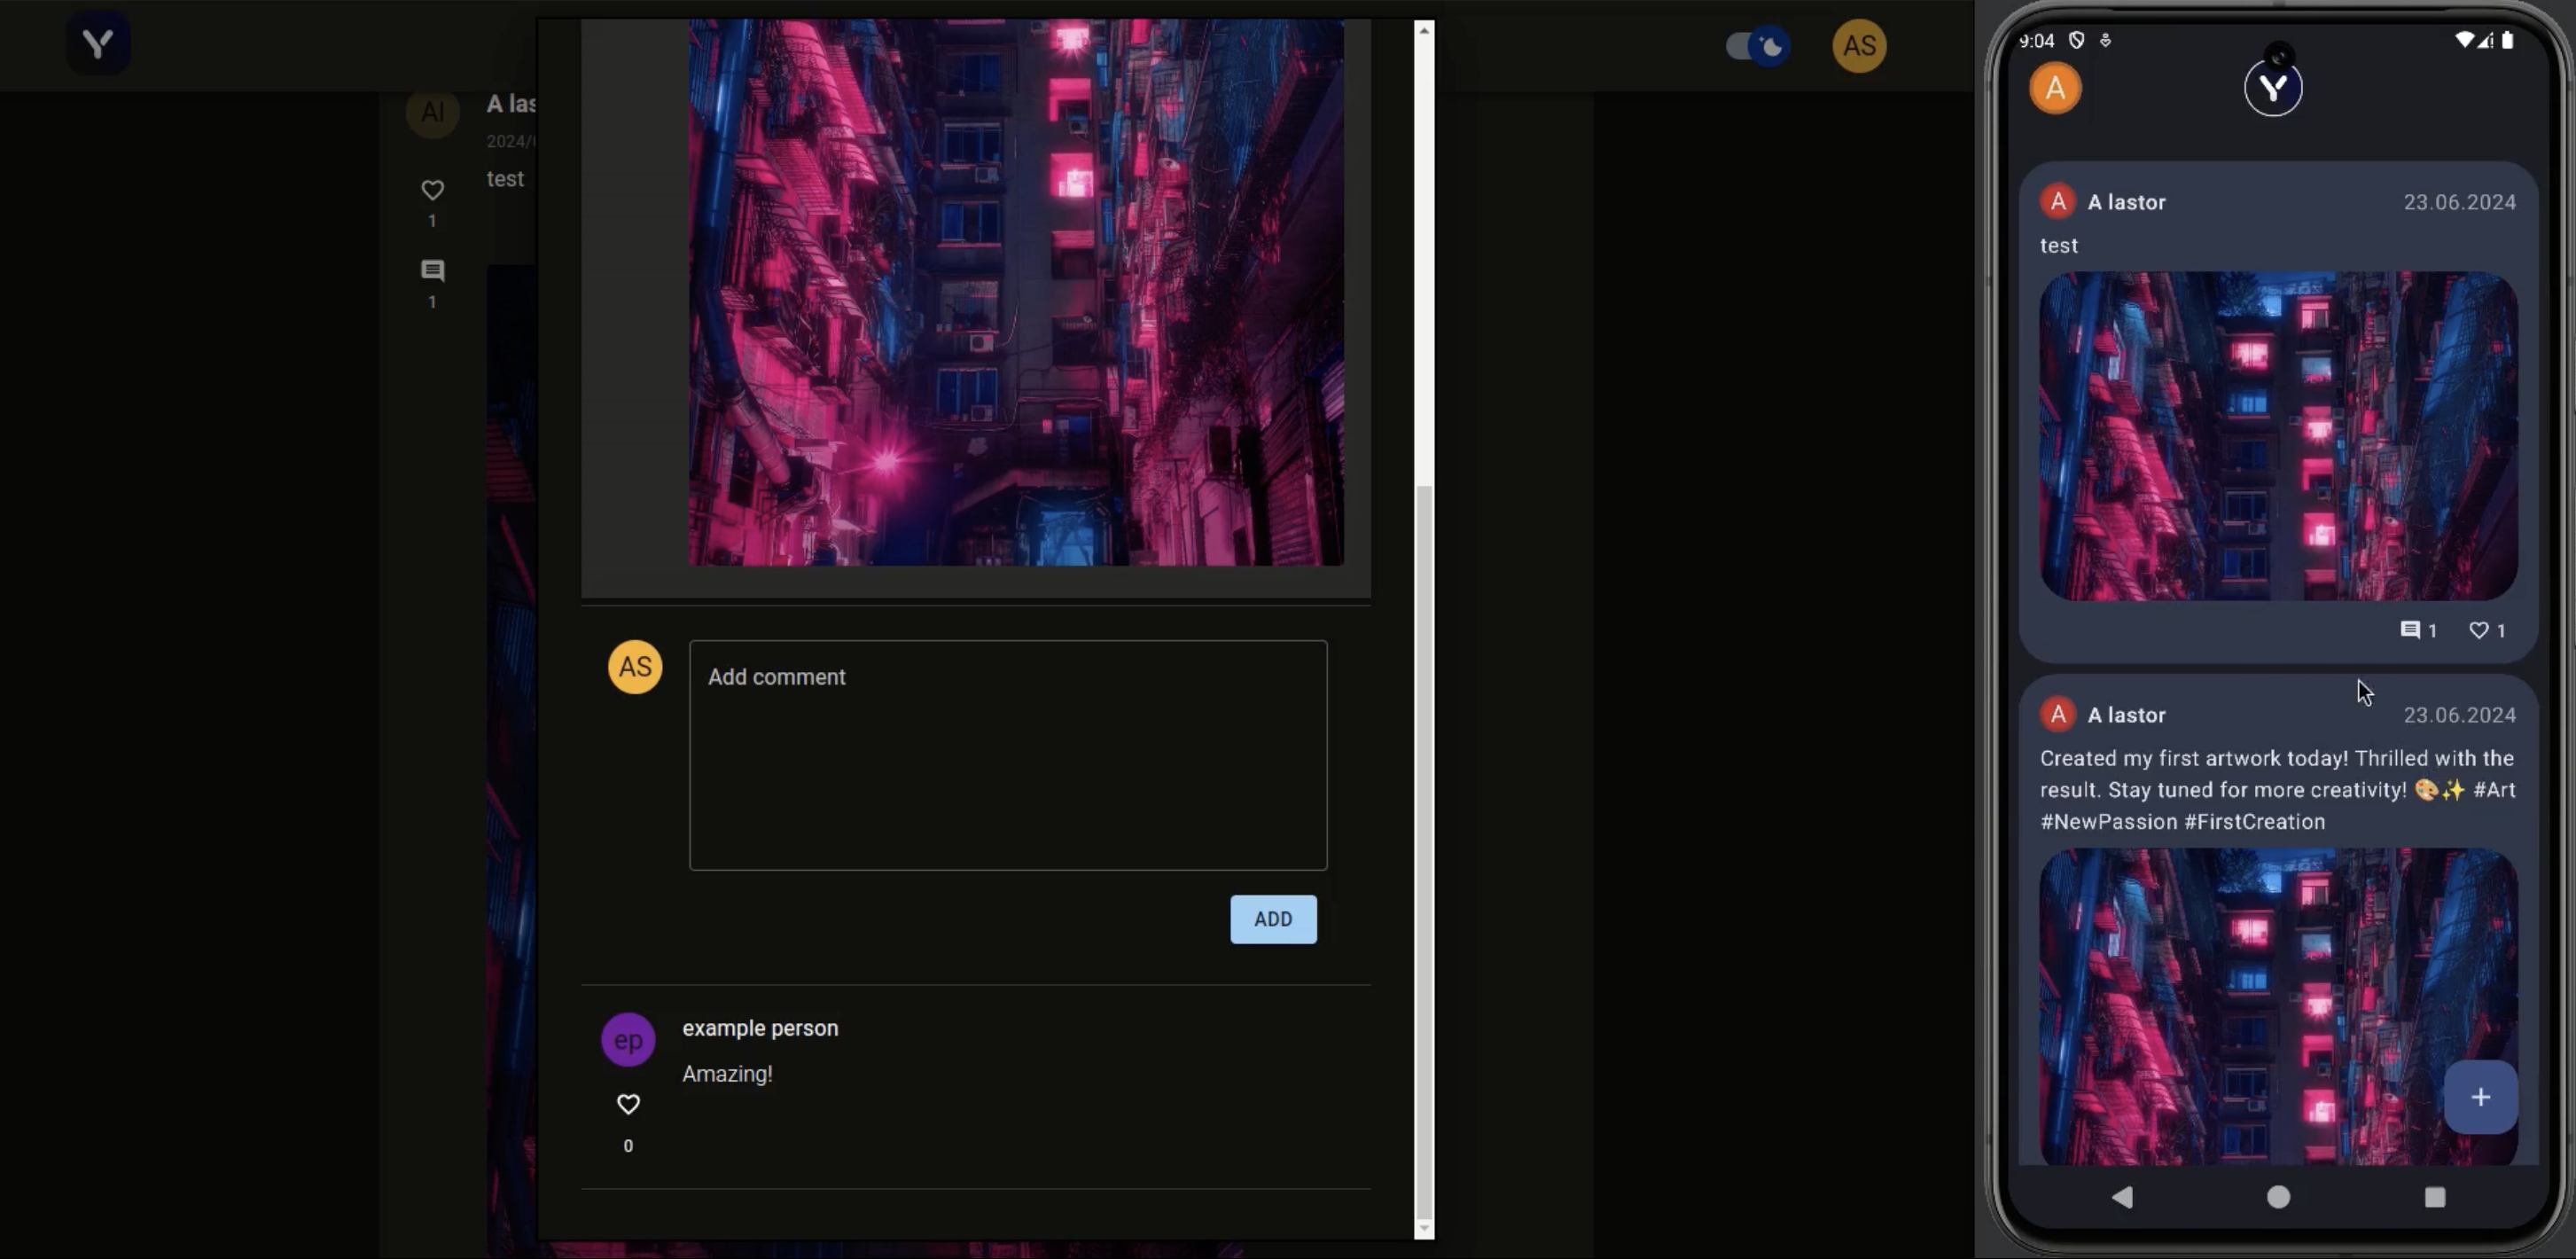 Y
AS
Al
A las
2024/0
test
1
1
AS
Add comment
ADD
ep
example person
Amazing!
0
9:04
A
Y
A
A lastor
23.06.2024
test
1
1
A
A lastor
23.06.2024
Created my first artwork today! Thrilled with the
result. Stay tuned for more creativity! 🎨✨ #Art
#NewPassion #FirstCreation
+